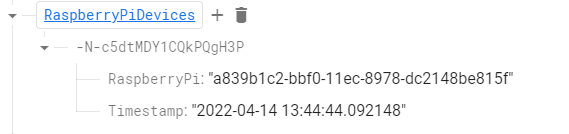 RaspberryPiDevices
-N-c5dtMDY1CQkPQgH3P
RaspberryPi: "a839b1c2-bbf0-11ec-8978-dc2148be815f"
Timestamp: "2022-04-14 13:44:44.092148"